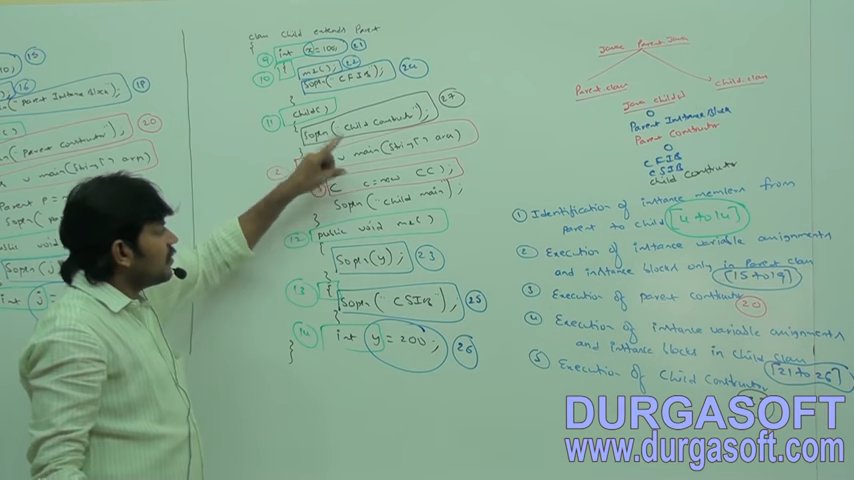 10;
15
16
n("Parent Instance Block");
19
t()
n("Parent Constructor");
20
a v main(String[] args)
Parent p =
Sopln("P
public void
Sopln(j
int j =
class Child extends Parent
{
9 int x=100; 21
10 { m2(); 22
Sopln("CFIB"); 24
}
11 Child()
{
Sopln("Child Constructor"); 27
}
2 v main(String[] args)
3 C c=new CC);
Sopln("Child main");
}
12 public void m2()
{
Sopln(y); 23
}
13 {
Sopln("CSIB"); 25
}
14 int y=200; 26
}
Javac Parent.java
Parent.class Child.class
Java child↵
0
Parent Instance Block
Parent Constructor
0
CFIB
CSIB
child Constructor
① Identification of instance members from
parent to child [4 to 14]
② Execution of instance variable assignments
and instance blocks only in Parent class
[15 to 19]
③ Execution of parent constructor 20
④ Execution of instance variable assignments
and instance blocks in child class
[21 to 26]
⑤ Execution of child constructor
DURGASOFT
www.durgasoft.com